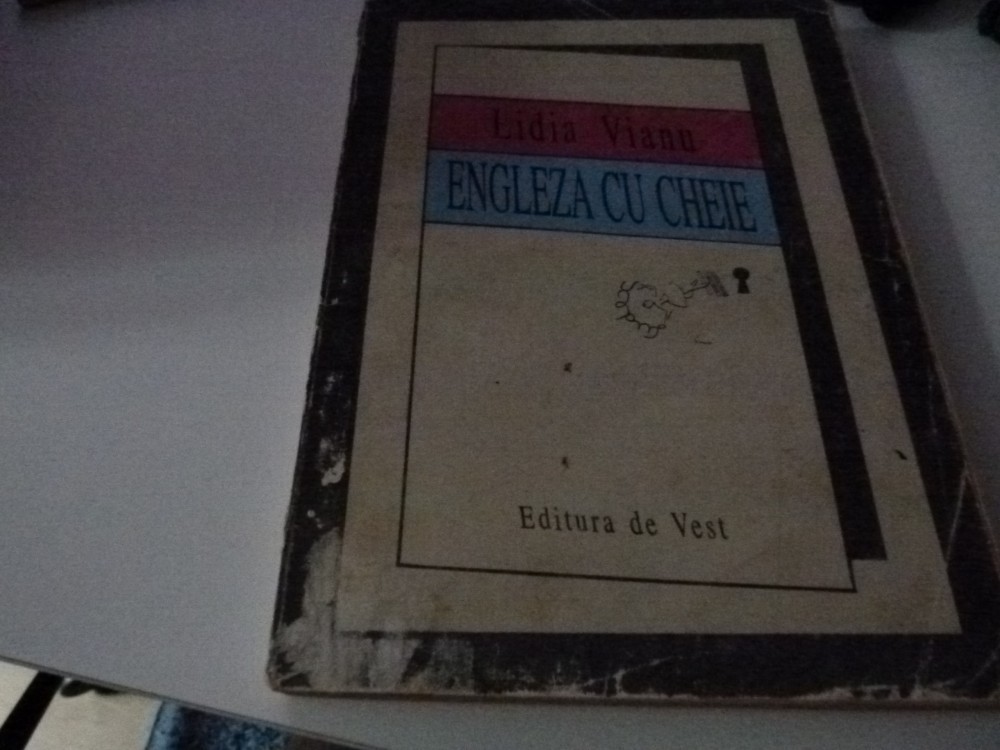 Lidia Vianu
ENGLEZA CU CHEIE
Editura de Vest